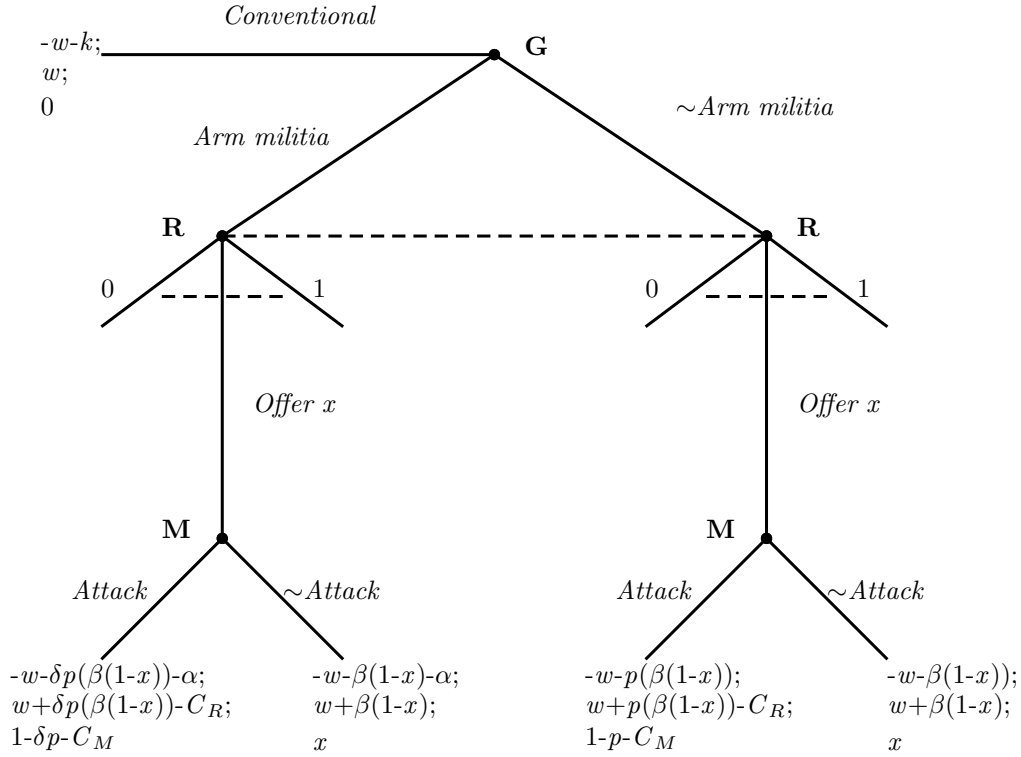 Conventional
-w-k;
w;
0
G
Arm militia
~Arm militia
R
R
0
1
0
1
Offer x
Offer x
M
M
Attack
~Attack
Attack
~Attack
-w-δp(β(1-x))-α;
w+δp(β(1-x))-C_R;
1-δp-C_M
-w-β(1-x)-α;
w+β(1-x);
x
-w-p(β(1-x));
w+p(β(1-x))-C_R;
1-p-C_M
-w-β(1-x));
w+β(1-x);
x